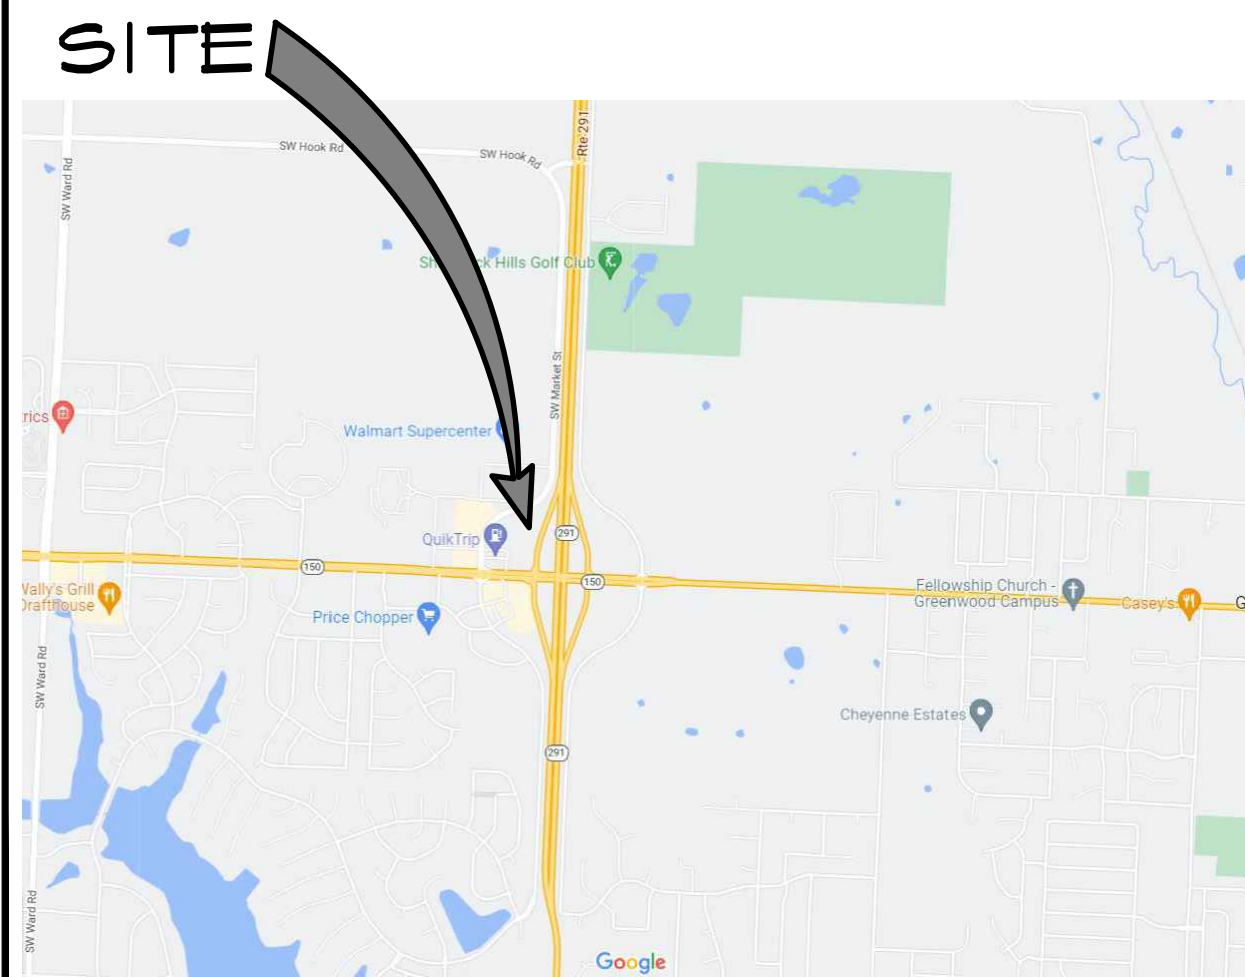 SITE
Rte 291
SW Hook Rd
SW Hook Rd
SW Ward Rd
Hills Golf Club
SW Market St
Walmart Supercenter
QuikTrip
291
150
150
Grill
Drafthouse
Price Chopper
Fellowship Church -
Greenwood Campus
Casey's
G
SW Ward Rd
Cheyenne Estates
291
SW Ward Rd
Google